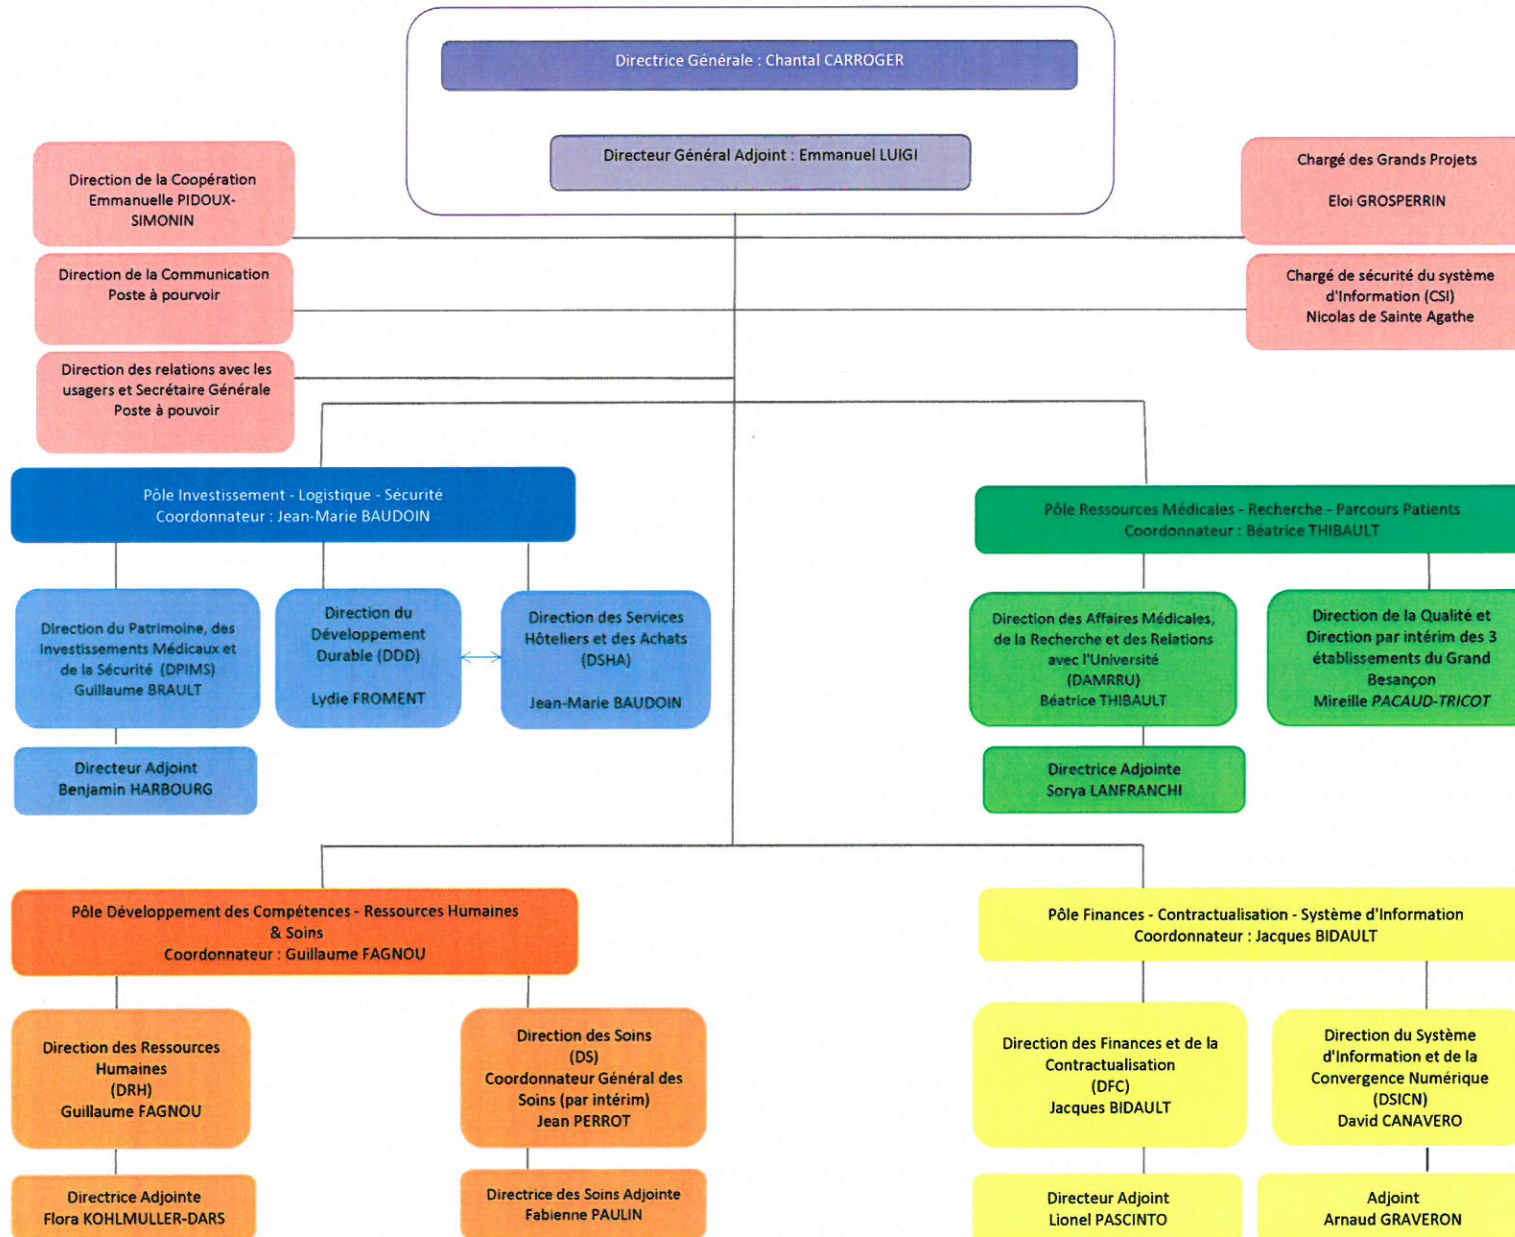 Directrice Générale : Chantal CARROGER
Directeur Général Adjoint : Emmanuel LUIGI
Direction de la Coopération
Emmanuelle PIDOUX-
SIMONIN
Direction de la Communication
Poste à pourvoir
Direction des relations avec les
usagers et Secrétaire Générale
Poste à pouvoir
Chargé des Grands Projets
Eloi GROSPERRIN
Chargé de sécurité du système
d'Information (CSI)
Nicolas de Sainte Agathe
Pôle Investissement - Logistique - Sécurité
Coordonnateur : Jean-Marie BAUDOIN
Direction du Patrimoine, des
Investissements Médicaux et
de la Sécurité (DPIMS)
Guillaume BRAULT
Directeur Adjoint
Benjamin HARBOURG
Direction du
Développement
Durable (DDD)
Lydie FROMENT
Direction des Services
Hôteliers et des Achats
(DSHA)
Jean-Marie BAUDOIN
Pôle Ressources Médicales - Recherche - Parcours Patients
Coordonnateur : Béatrice THIBAULT
Direction des Affaires Médicales,
de la Recherche et des Relations
avec l'Université
(DAMRRU)
Béatrice THIBAULT
Directrice Adjointe
Sorya LANFRANCHI
Direction de la Qualité et
Direction par intérim des 3
établissements du Grand
Besançon
Mireille PACAUD-TRICOT
Pôle Développement des Compétences - Ressources Humaines
& Soins
Coordonnateur : Guillaume FAGNOU
Direction des Ressources
Humaines
(DRH)
Guillaume FAGNOU
Directrice Adjointe
Flora KOHLMULLER-DARS
Direction des Soins
(DS)
Coordonnateur Général des
Soins (par intérim)
Jean PERROT
Directrice des Soins Adjointe
Fabienne PAULIN
Pôle Finances - Contractualisation - Système d'Information
Coordonnateur : Jacques BIDAULT
Direction des Finances et de la
Contractualisation
(DFC)
Jacques BIDAULT
Directeur Adjoint
Lionel PASCINTO
Direction du Système
d'Information et de la
Convergence Numérique
(DSICN)
David CANAVERO
Adjoint
Arnaud GRAVERON